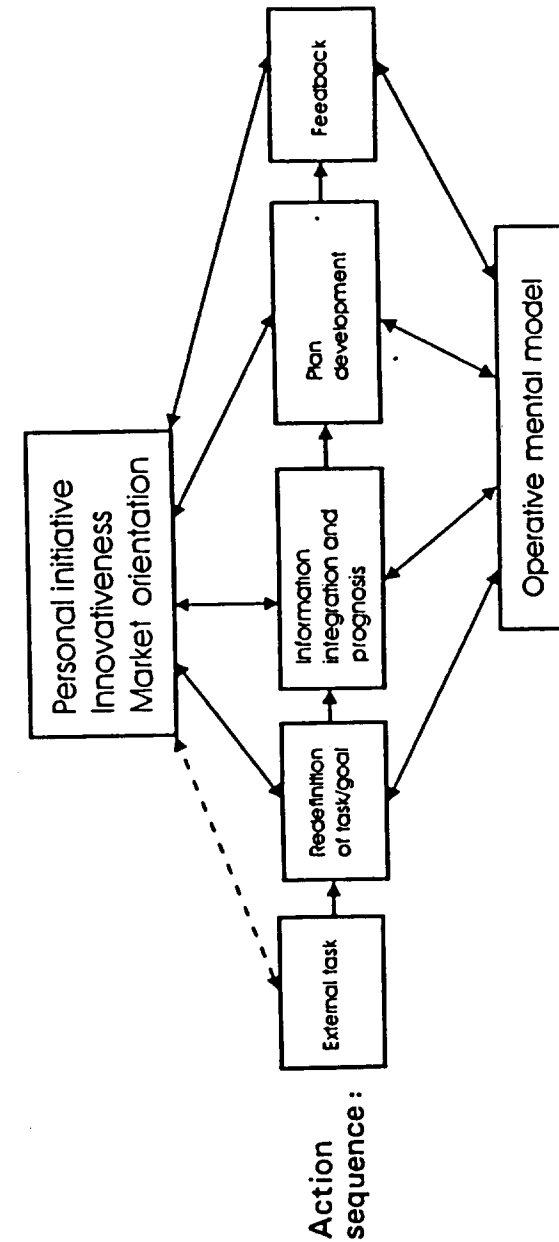 Personal initiative
Innovativeness
Market orientation
Action
sequence:
External task
Redefinition
of task/goal
Information
integration and
prognosis
Plan
development
Feedback
Operative mental model